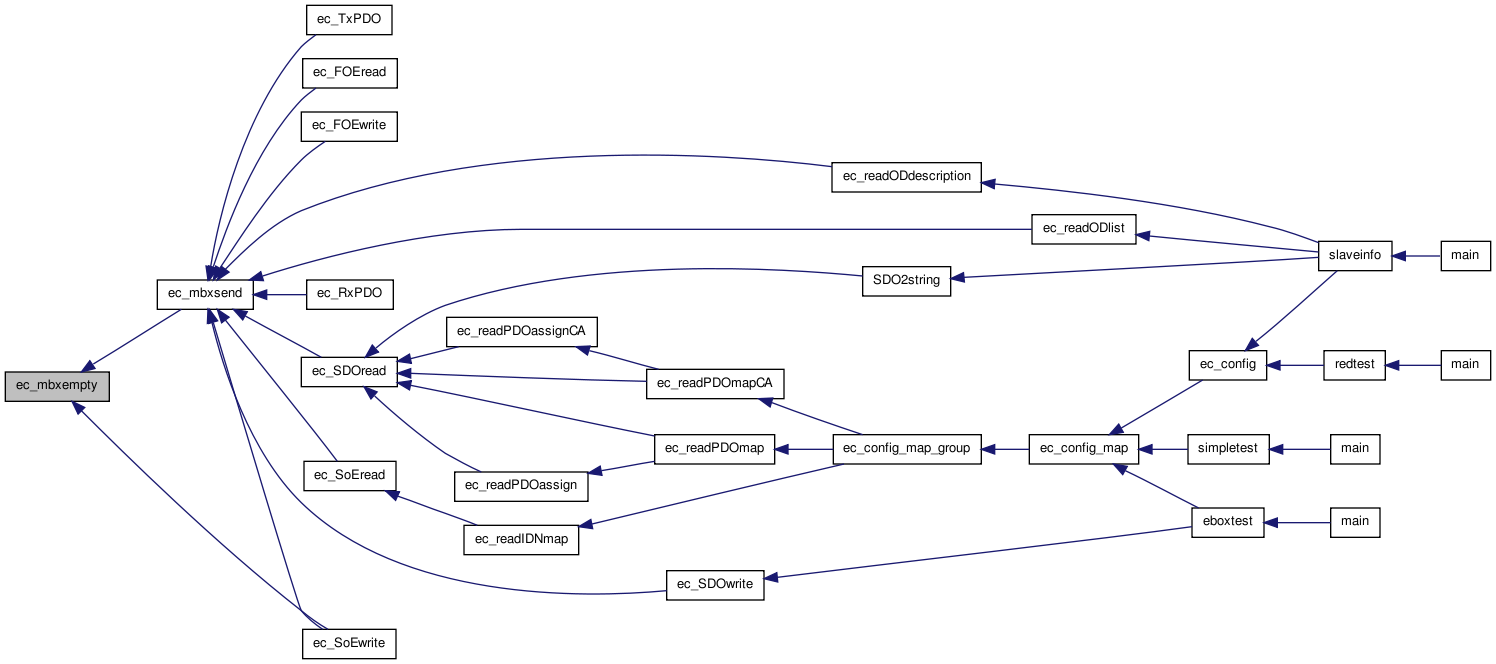 ec_TxPDO
ec_FOEread
ec_FOEwrite
ec_readODdescription
ec_readODlist
slaveinfo
main
SDO2string
ec_mbxsend
ec_RxPDO
ec_readPDOassignCA
ec_SDOread
ec_config
redtest
main
ec_mbxempty
ec_readPDOmapCA
ec_readPDOmap
ec_config_map_group
ec_config_map
simpletest
main
ec_SoEread
ec_readPDOassign
eboxtest
main
ec_readIDNmap
ec_SDOwrite
ec_SoEwrite